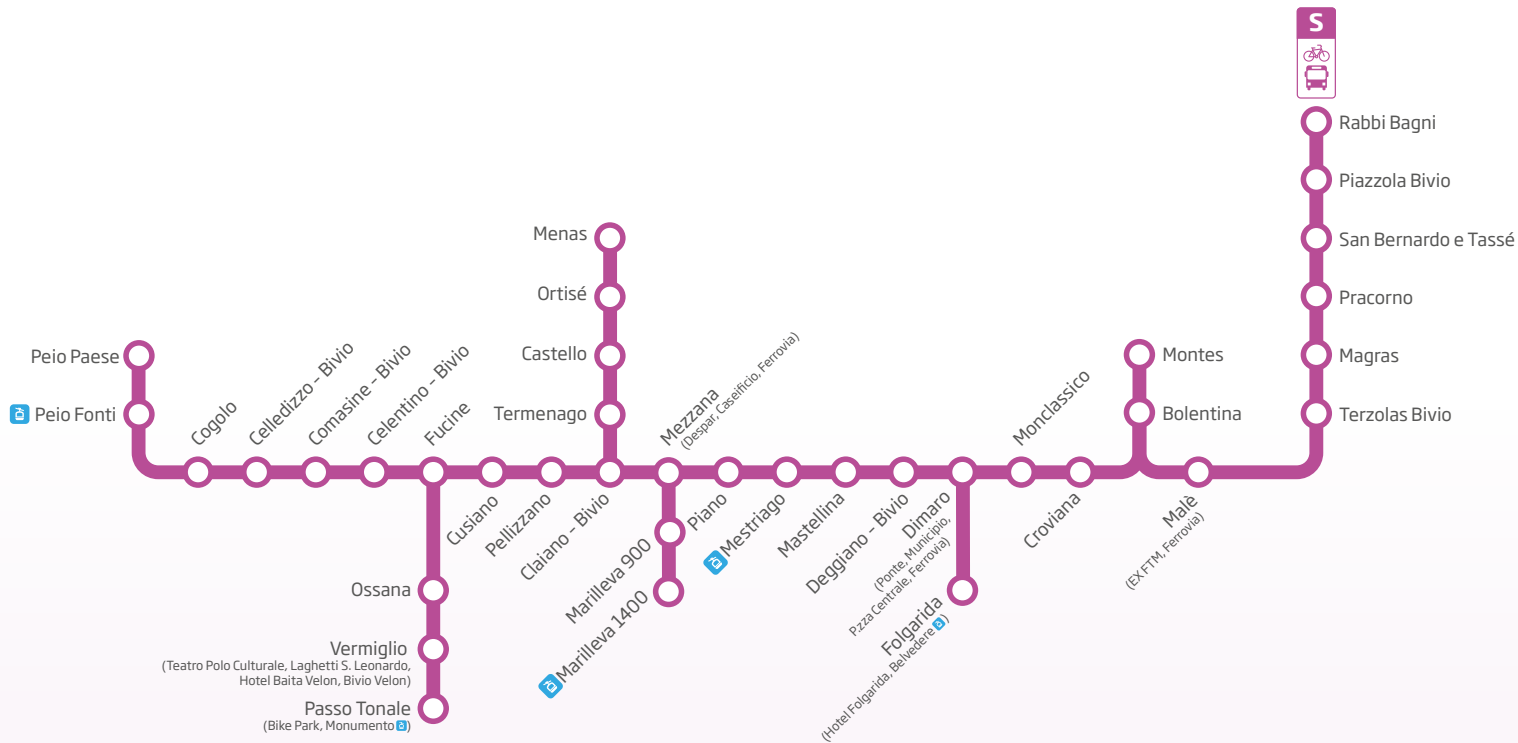 S
Rabbi Bagni
Piazzola Bivio
San Bernardo e Tassé
Pracorno
Magras
Terzolas Bivio
Menas
Ortisé
Castello
Termenago
Montes
Bolentina
Peio Paese
Peio Fonti
Cogolo
Celledizzo - Bivio
Comasine - Bivio
Celentino - Bivio
Fucine
Mezzana
(Despar, Caseificio, Ferrovia)
Monclassico
Cusiano
Pellizzano
Claiano - Bivio
Marilleva 900
Marilleva 1400
Piano
Mestriago
Mastellina
Deggiano - Bivio
Dimaro
(Ponte, Municipio,
P.zza Centrale, Ferrovia)
Folgarida
(Hotel Folgarida, Belvedere)
Croviana
Malè
(EX FTM, Ferrovia)
Ossana
Vermiglio
(Teatro Polo Culturale, Laghetti S. Leonardo,
Hotel Baita Velon, Bivio Velon)
Passo Tonale
(Bike Park, Monumento)